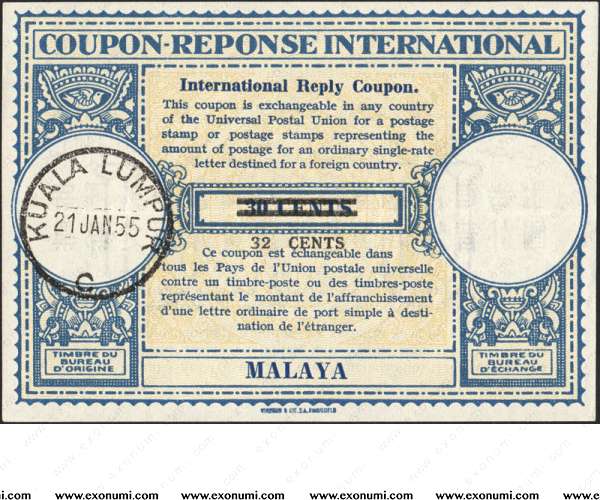 COUPON-REPONSE INTERNATIONAL
International Reply Coupon.
This coupon is exchangeable in any country
of the Universal Postal Union for a postage
stamp or postage stamps representing the
amount of postage for an ordinary single-rate
letter destined for a foreign country.
KUALA LUMPUR
21 JAN 55
C
30 CENTS
32 CENTS
Ce coupon est échangeable dans
tous les Pays de l'Union postale universelle
contre un timbre-poste ou des timbres-poste
représentant le montant de l'affranchissement
d'une lettre ordinaire de port simple à desti-
nation de l'étranger.
TIMBRE DU
BUREAU
D'ORIGINE
MALAYA
TIMBRE DU
BUREAU
D'ÉCHANGE
www.exonumi.com www.exonumi.com www.exonumi.com www.exonumi.com